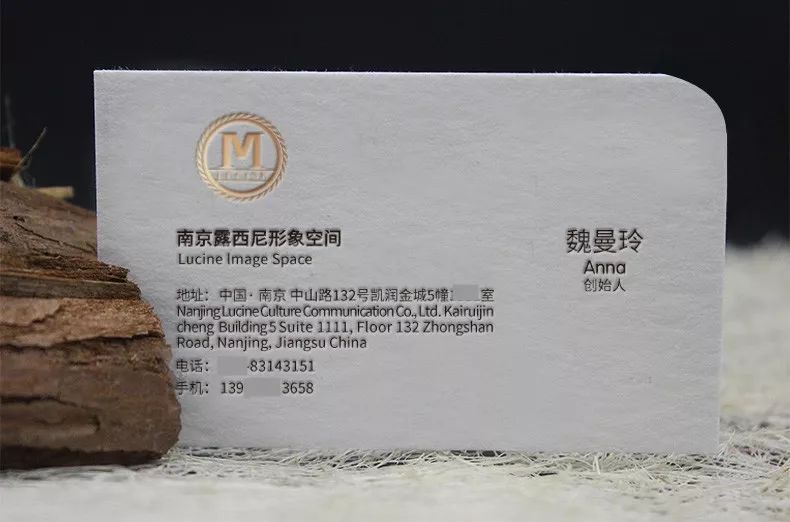 M
南京露西尼形象空间
Lucine Image Space
魏曼玲
Anna
创始人
地址：中国·南京 中山路132号凯润金城5幢1 室
Nanjing Lucine Culture Communication Co., Ltd. Kairuijin
cheng Building 5 Suite 1111, Floor 132 Zhongshan
Road, Nanjing, Jiangsu China
电话： -83143151
手机：139 3658